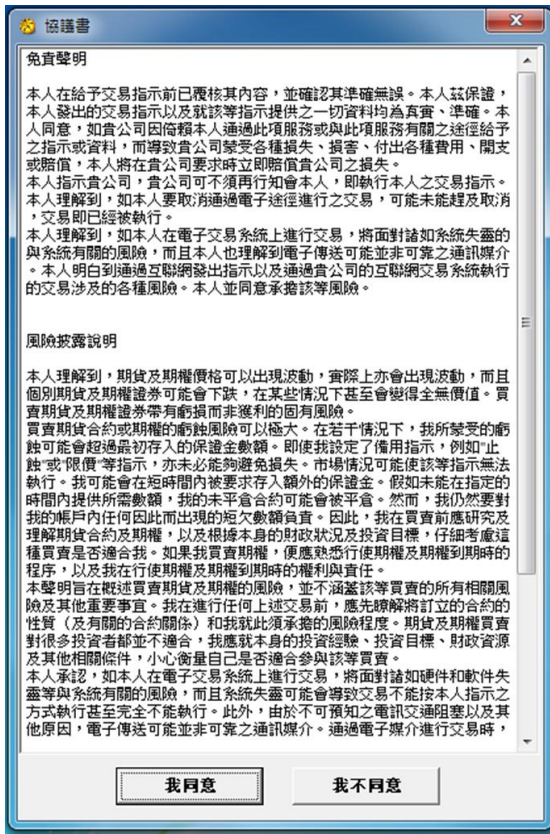 協議書
免責聲明
本人在給予交易指示前已覆核其內容，並確認其準確無誤。本人茲保證，
本人發出的交易指示以及就該等指示提供之一切資料均為真實、準確。本
人同意，如貴公司因倚賴本人通過此項服務或與此項服務有關之途徑給予
之指示或資料，而導致貴公司蒙受各種損失、損害、付出各種費用、開支
或賠償，本人將在貴公司要求時立即賠償貴公司之損失。
本人指示貴公司，貴公司可不須再行知會本人，即執行本人之交易指示。
本人理解到，如本人要取消通過電子途徑進行之交易，可能未能趕及取消
，交易即已經被執行。
本人理解到，如本人在電子交易系統上進行交易，將面對諸如系統失靈的
與系統有關的風險，而且本人也理解到電子傳送可能並非可靠之通訊媒介
。本人明白到通過互聯網發出指示以及通過貴公司的互聯網交易系統執行
的交易涉及的各種風險。本人並同意承擔該等風險。
風險披露說明
本人理解到，期貨及期權價格可以出現波動，實際上亦會出現波動，而且
個別期貨及期權證券可能會下跌，在某些情況下甚至會變得全無價值。買
賣期貨及期權證券帶有虧損而非獲利的固有風險。
買賣期貨合約或期權的虧蝕風險可以極大。在若干情況下，我所蒙受的虧
蝕可能會超過最初存入的保證金數額。即使我設定了備用指示，例如"止
蝕"或"限價"等指示，亦未必能夠避免損失。市場情況可能使該等指示無法
執行。我可能會在短時間內被要求存入額外的保證金。假如未能在指定的
時間內提供所需數額，我的未平倉合約可能會被平倉。然而，我仍然要對
我的帳戶內任何因此而出現的短欠數額負責。因此，我在買賣前應研究及
理解期貨合約及期權，以及根據本身的財政狀況及投資目標，仔細考慮這
種買賣是否適合我。如果我買賣期權，便應熟悉行使期權及期權到期時的
程序，以及我在行使期權及期權到期時的權利與責任。
本聲明旨在概述買賣期貨及期權的風險，並不涵蓋該等買賣的所有相關風
險及其他重要事宜。我在進行任何上述交易前，應先瞭解將訂立的合約的
性質（及有關的合約關係）和我就此須承擔的風險程度。期貨及期權買賣
對很多投資者都並不適合，我應就本身的投資經驗、投資目標、財政資源
及其他相關條件，小心衡量自己是否適合參與該等買賣。
本人承認，如本人在電子交易系統上進行交易，將面對諸如硬件和軟件失
靈等與系統有關的風險，而且系統失靈可能會導致交易不能按本人指示之
方式執行甚至完全不能執行。此外，由於不可預知之電訊交通阻塞以及其
他原因，電子傳送可能並非可靠之通訊媒介。通過電子媒介進行交易時，
我同意
我不同意